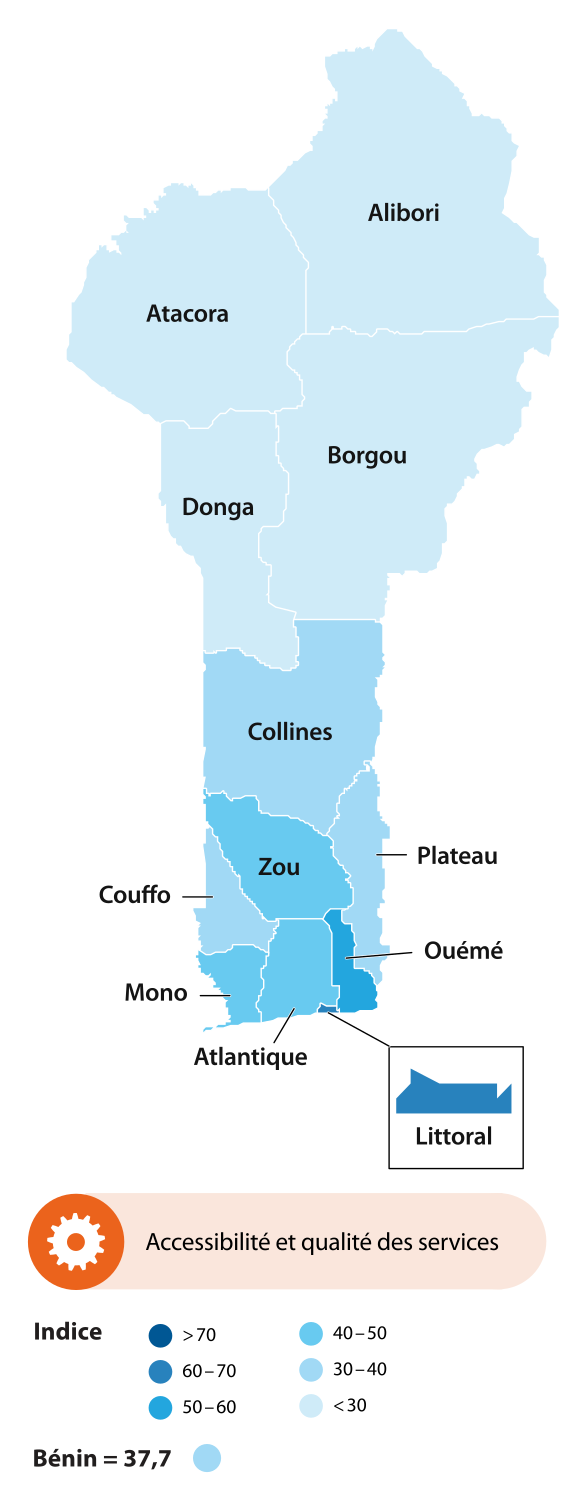 Alibori
Atacora
Borgou
Donga
Collines
Zou
Plateau
Couffo
Ouémé
Mono
Atlantique
Littoral
Accessibilité et qualité des services
Indice
>70
60–70
50–60
40–50
30–40
<30
Bénin = 37,7